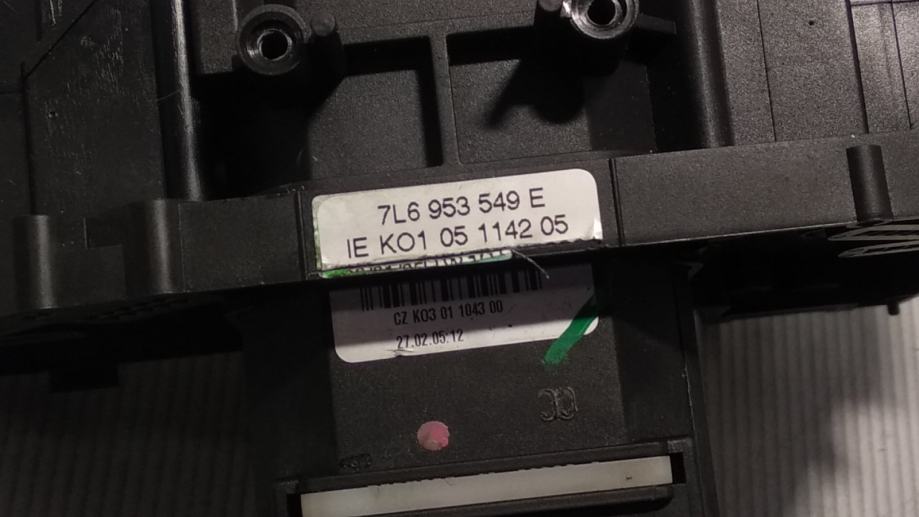 7L6 953 549 E
IE KO1 05 1142 05
CZ KO3 01 1043 00
27.02.05:12